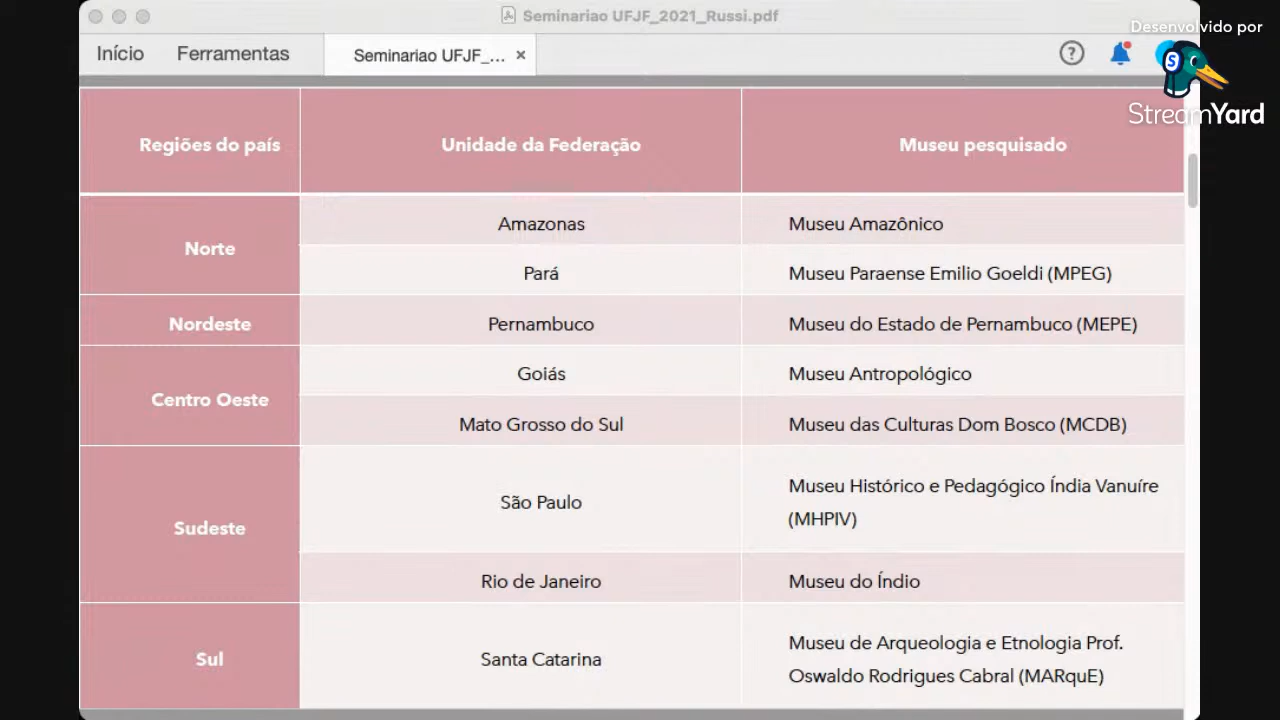 Seminariao UFJF_2021_Russi.pdf
Desenvolvido por
Início Ferramentas Seminariao UFJF_... ×
?
S
StreamYard
Regiões do país Unidade da Federação Museu pesquisado
Norte
Amazonas Museu Amazônico
Pará Museu Paraense Emilio Goeldi (MPEG)
Nordeste Pernambuco Museu do Estado de Pernambuco (MEPE)
Centro Oeste
Goiás Museu Antropológico
Mato Grosso do Sul Museu das Culturas Dom Bosco (MCDB)
Sudeste
São Paulo Museu Histórico e Pedagógico Índia Vanuíre
(MHPIV)
Rio de Janeiro Museu do Índio
Sul
Santa Catarina Museu de Arqueologia e Etnologia Prof.
Oswaldo Rodrigues Cabral (MARquE)